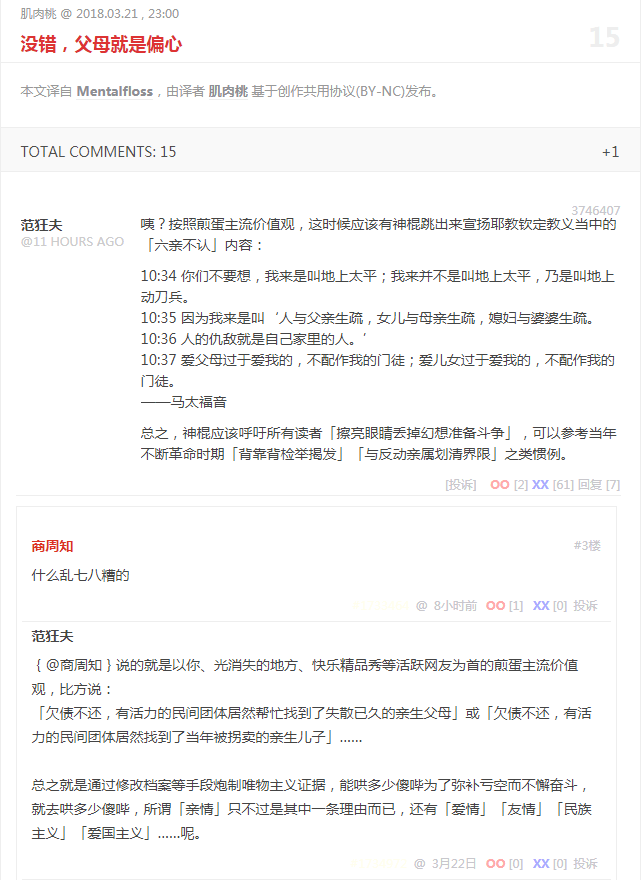 肌肉桃 @ 2018.03.21 , 23:00
没错，父母就是偏心
15
本文译自 Mentalfloss，由译者 肌肉桃 基于创作共用协议(BY-NC)发布。
TOTAL COMMENTS: 15 +1
3746407
范狂夫
@11 HOURS AGO
咦？按照煎蛋主流价值观，这时候应该有神棍跳出来宣扬耶教钦定教义当中的
「六亲不认」内容：
10:34 你们不要想，我来是叫地上太平；我来并不是叫地上太平，乃是叫地上
动刀兵。
10:35 因为我来是叫‘人与父亲生疏，女儿与母亲生疏，媳妇与婆婆生疏。
10:36 人的仇敌就是自己家里的人。’
10:37 爱父母过于爱我的，不配作我的门徒；爱儿女过于爱我的，不配作我的
门徒。
——马太福音
总之，神棍应该呼吁所有读者「擦亮眼睛丢掉幻想准备斗争」，可以参考当年
不断革命时期「背靠背检举揭发」「与反动亲属划清界限」之类惯例。
[投诉] OO [2] XX [61] 回复 [7]
商周知 #3楼
什么乱七八糟的
@ 8小时前 OO [1] XX [0] 投诉
范狂夫
{ @商周知 } 说的就是以你、光消失的地方、快乐精品秀等活跃网友为首的煎蛋主流价值
观，比方说：
「欠债不还，有活力的民间团体居然帮忙找到了失散已久的亲生父母」或「欠债不还，有活
力的民间团体居然找到了当年被拐卖的亲生儿子」……
总之就是通过修改档案等手段炮制唯物主义证据，能哄多少傻哔为了弥补亏空而不懈奋斗，
就去哄多少傻哔，所谓「亲情」只不过是其中一条理由而已，还有「爱情」「友情」「民族
主义」「爱国主义」……呢。
@ 3月22日 OO [0] XX [0] 投诉